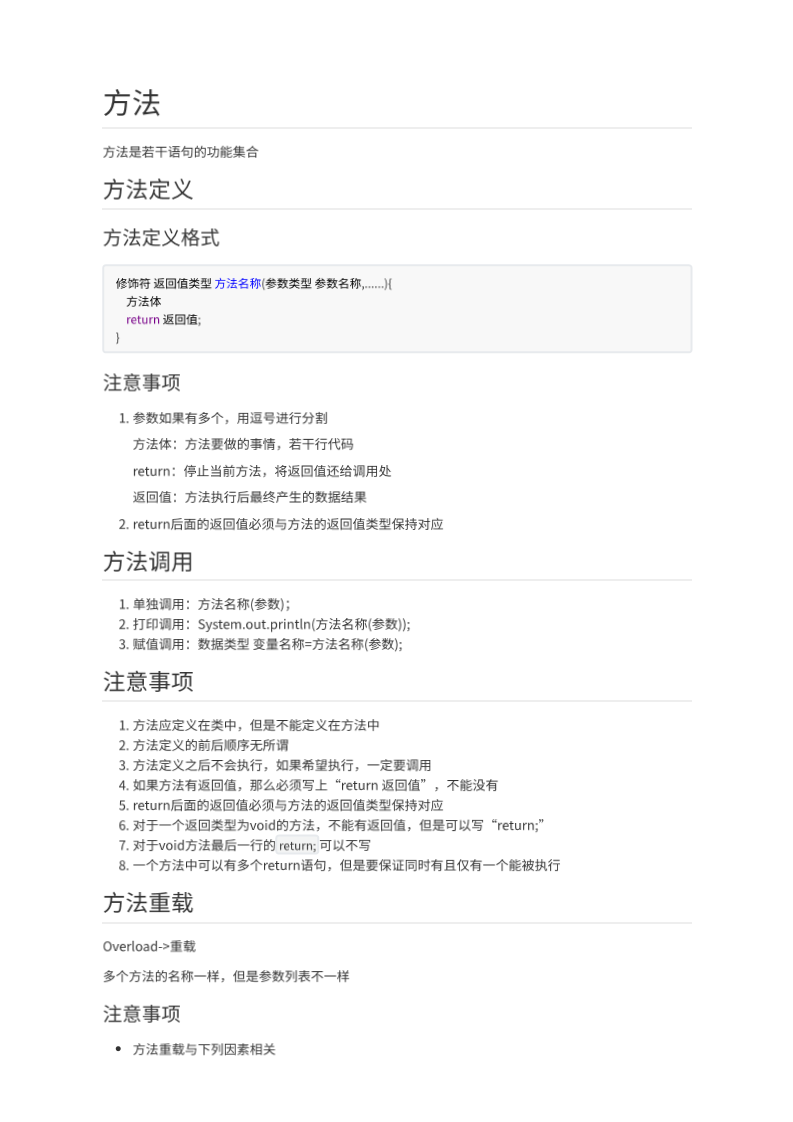 方法
方法是若干语句的功能集合
方法定义
方法定义格式
修饰符 返回值类型 方法名称(参数类型 参数名称,......){
    方法体
    return 返回值;
}
注意事项
1. 参数如果有多个，用逗号进行分割
方法体：方法要做的事情，若干行代码
return：停止当前方法，将返回值还给调用处
返回值：方法执行后最终产生的数据结果
2. return后面的返回值必须与方法的返回值类型保持对应
方法调用
1. 单独调用：方法名称(参数)；
2. 打印调用：System.out.println(方法名称(参数));
3. 赋值调用：数据类型 变量名称=方法名称(参数);
注意事项
1. 方法应定义在类中，但是不能定义在方法中
2. 方法定义的前后顺序无所谓
3. 方法定义之后不会执行，如果希望执行，一定要调用
4. 如果方法有返回值，那么必须写上“return 返回值”，不能没有
5. return后面的返回值必须与方法的返回值类型保持对应
6. 对于一个返回类型为void的方法，不能有返回值，但是可以写“return;”
7. 对于void方法最后一行的 return; 可以不写
8. 一个方法中可以有多个return语句，但是要保证同时有且仅有一个能被执行
方法重载
Overload->重载
多个方法的名称一样，但是参数列表不一样
注意事项
• 方法重载与下列因素相关